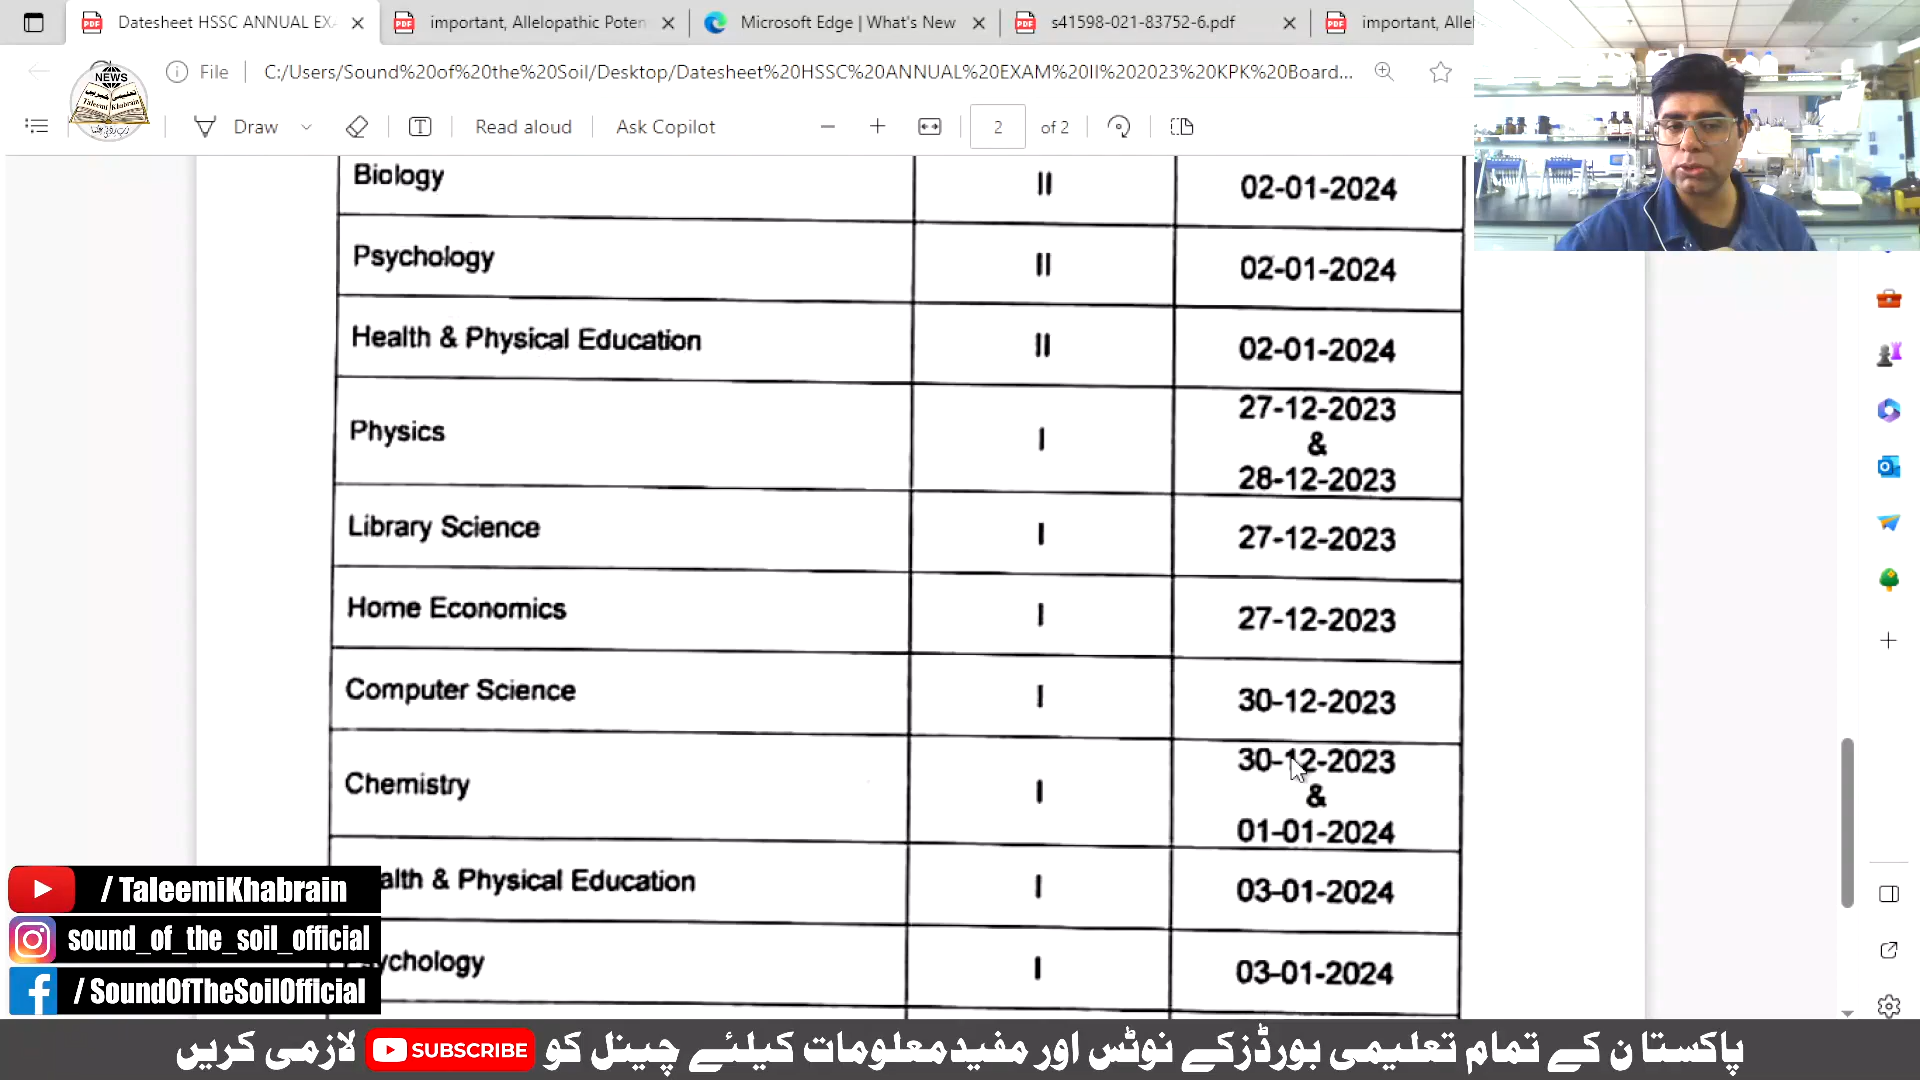 Datesheet HSSC ANNUAL EXA
important, Allelopathic Poten
Microsoft Edge | What's New
s41598-021-83752-6.pdf
important, Allel
NEWS
Taleemi Khabrain
File
C:/Users/Sound%20of%20the%20Soil/Desktop/Datesheet%20HSSC%20ANNUAL%20EXAM%20II%202023%20KPK%20Board...
Draw
Read aloud
Ask Copilot
2 of 2
Biology II 02-01-2024
Psychology II 02-01-2024
Health & Physical Education II 02-01-2024
Physics I 27-12-2023
&
28-12-2023
Library Science I 27-12-2023
Home Economics I 27-12-2023
Computer Science I 30-12-2023
Chemistry I 30-12-2023
&
01-01-2024
alth & Physical Education I 03-01-2024
ychology I 03-01-2024
/ TaleemiKhabrain
sound_of_the_soil_official
/ SoundOfTheSoilOfficial
پاکستان کے تمام تعلیمی بورڈز کے نوٹس اور مفید معلومات کیلئے چینل کو SUBSCRIBE لازمی کریں